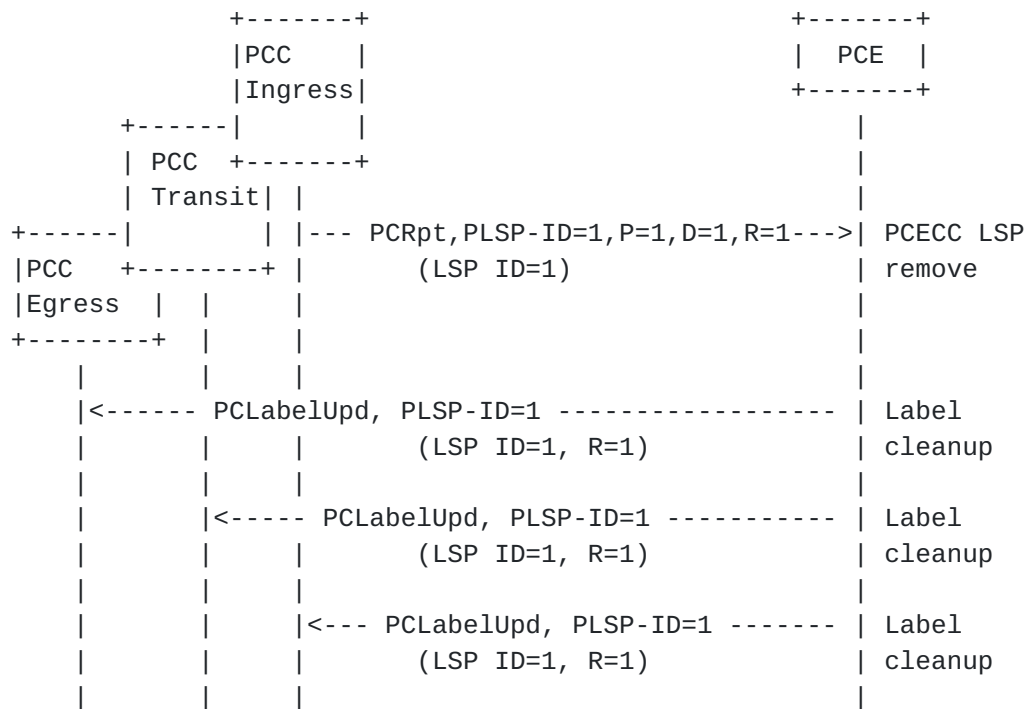 +-------+                           +-------+
|PCC    |                           |  PCE  |
|Ingress|                           +-------+
+------|       |                                   |
| PCC  +-------+                                   |
| Transit| |                                       |
+------|        | |--- PCRpt,PLSP-ID=1,P=1,D=1,R=1--->| PCECC LSP
|PCC   +--------+ |       (LSP ID=1)                | remove
|Egress  |  |     |                               |
+--------+  |     |                               |
|       |     |                               |
|<------ PCLabelUpd, PLSP-ID=1 ------------------ | Label
|       |     |       (LSP ID=1, R=1)            | cleanup
|       |     |                               |
|       |<----- PCLabelUpd, PLSP-ID=1 ----------- | Label
|       |     |       (LSP ID=1, R=1)            | cleanup
|       |     |                               |
|       |     |<--- PCLabelUpd, PLSP-ID=1 ------- | Label
|       |     |       (LSP ID=1, R=1)            | cleanup
|       |     |                               |